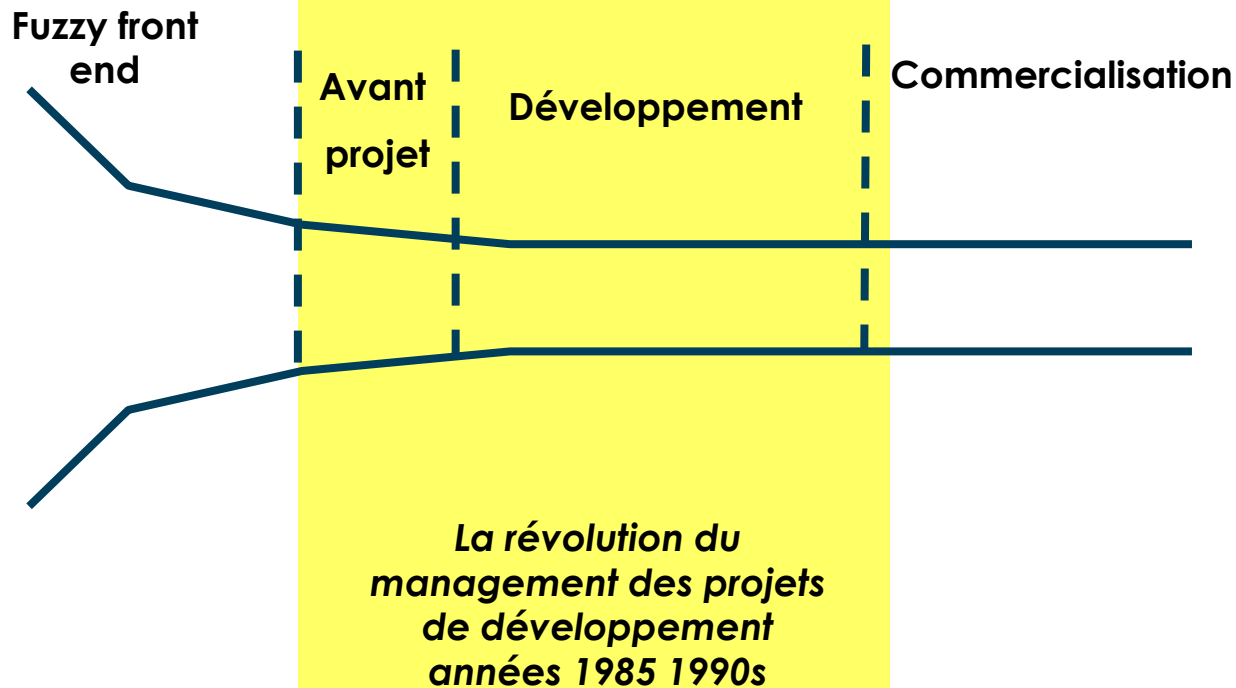 Fuzzy front
end
Avant
projet
Développement
Commercialisation
La révolution du
management des projets
de développement
années 1985 1990s